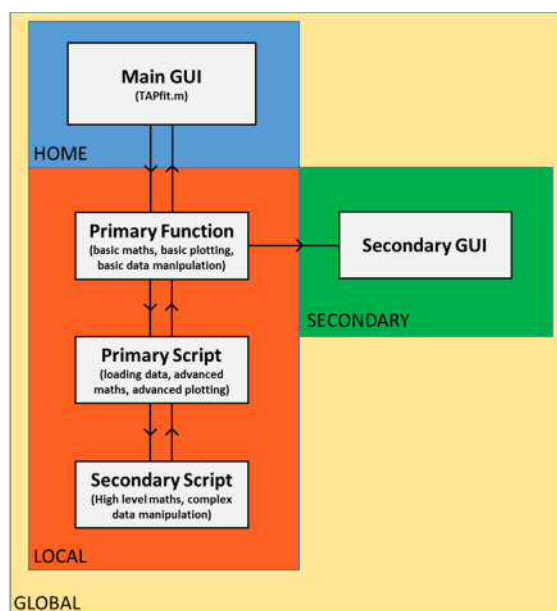 Main GUI
(TAPfit.m)
HOME
Primary Function
(basic maths, basic plotting,
basic data manipulation)
Secondary GUI
SECONDARY
Primary Script
(loading data, advanced
maths, advanced plotting)
Secondary Script
(High level maths, complex
data manipulation)
LOCAL
GLOBAL